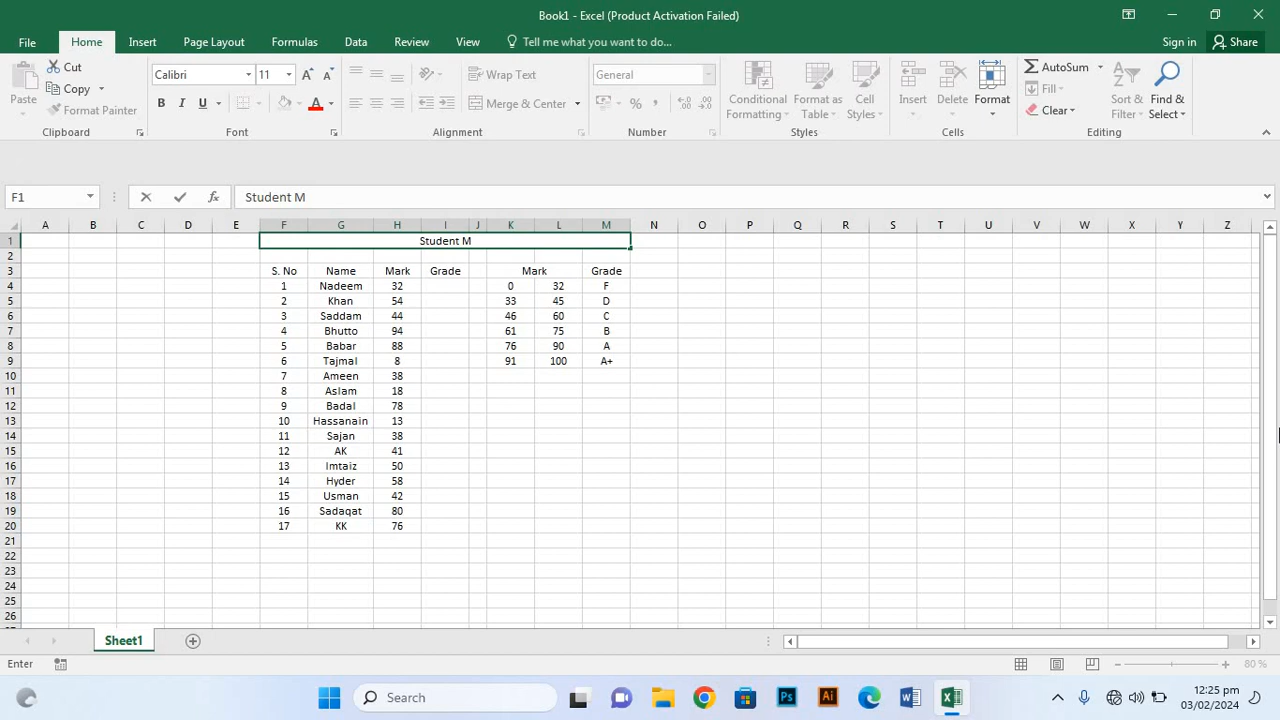 Book1 - Excel (Product Activation Failed)
File Home Insert Page Layout Formulas Data Review View Tell me what you want to do... Sign in Share
Paste Cut Copy Format Painter
Calibri 11
B I U A
Wrap Text
Merge & Center
General
%
Conditional Formatting Format as Table Cell Styles
Insert Delete Format
AutoSum Fill Clear
Sort & Filter Find & Select
Clipboard Font Alignment Number Styles Cells Editing
F1 fx Student M
A B C D E F G H I J K L M N O P Q R S T U V W X Y Z
1 Student M
2
3 S. No Name Mark Grade Mark Grade
4 1 Nadeem 32 0 32 F
5 2 Khan 54 33 45 D
6 3 Saddam 44 46 60 C
7 4 Bhutto 94 61 75 B
8 5 Babar 88 76 90 A
9 6 Tajmal 8 91 100 A+
10 7 Ameen 38
11 8 Aslam 18
12 9 Badal 78
13 10 Hassanain 13
14 11 Sajan 38
15 12 AK 41
16 13 Imtaiz 50
17 14 Hyder 58
18 15 Usman 42
19 16 Sadaqat 80
20 17 KK 76
21
22
23
24
25
26
Sheet1
Enter 80 %
Search Ps Ai 12:25 pm
03/02/2024